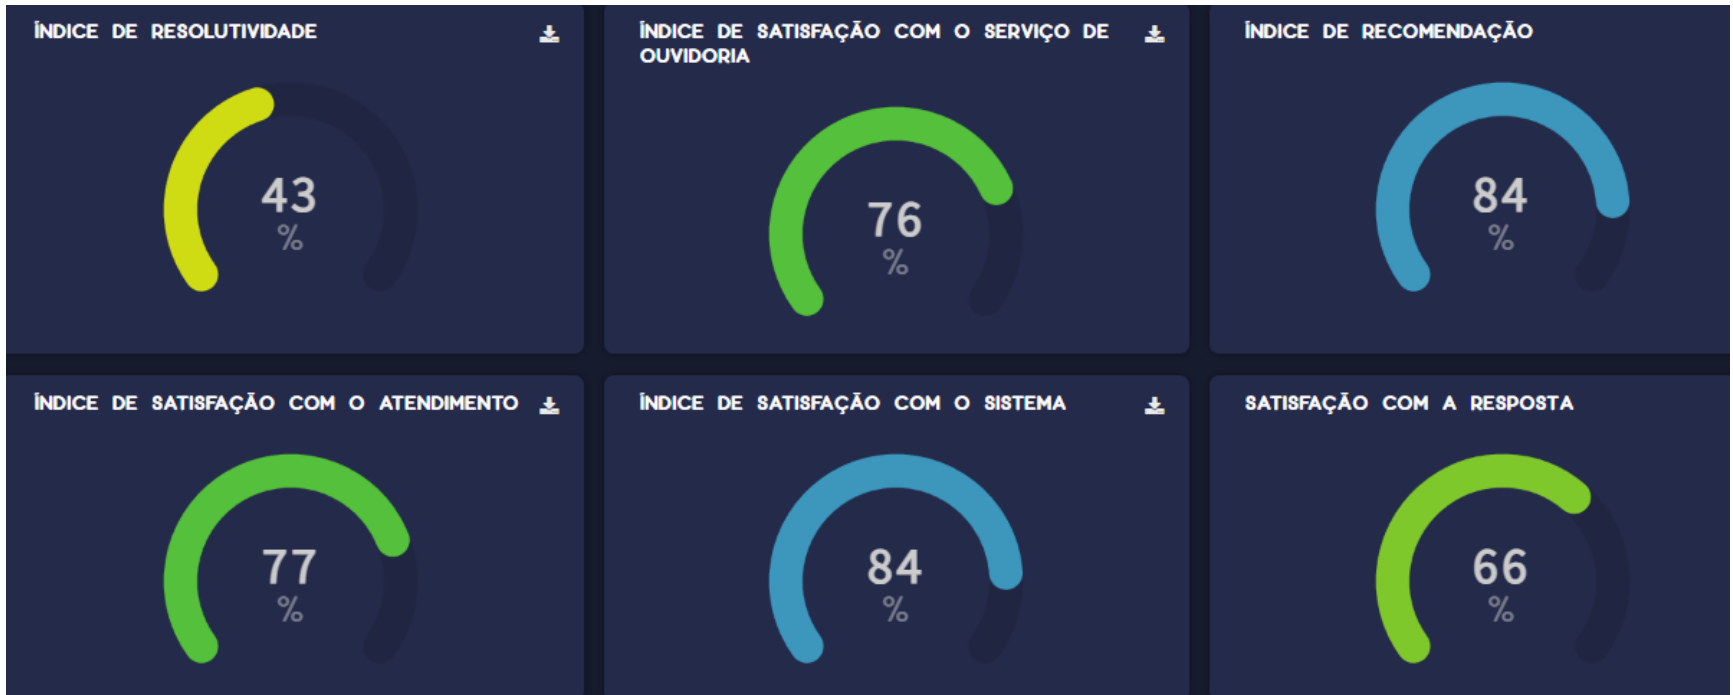 ÍNDICE DE RESOLUTIVIDADE
43
%
ÍNDICE DE SATISFAÇÃO COM O SERVIÇO DE
OUVIDORIA
76
%
ÍNDICE DE RECOMENDAÇÃO
84
%
ÍNDICE DE SATISFAÇÃO COM O ATENDIMENTO
77
%
ÍNDICE DE SATISFAÇÃO COM O SISTEMA
84
%
SATISFAÇÃO COM A RESPOSTA
66
%